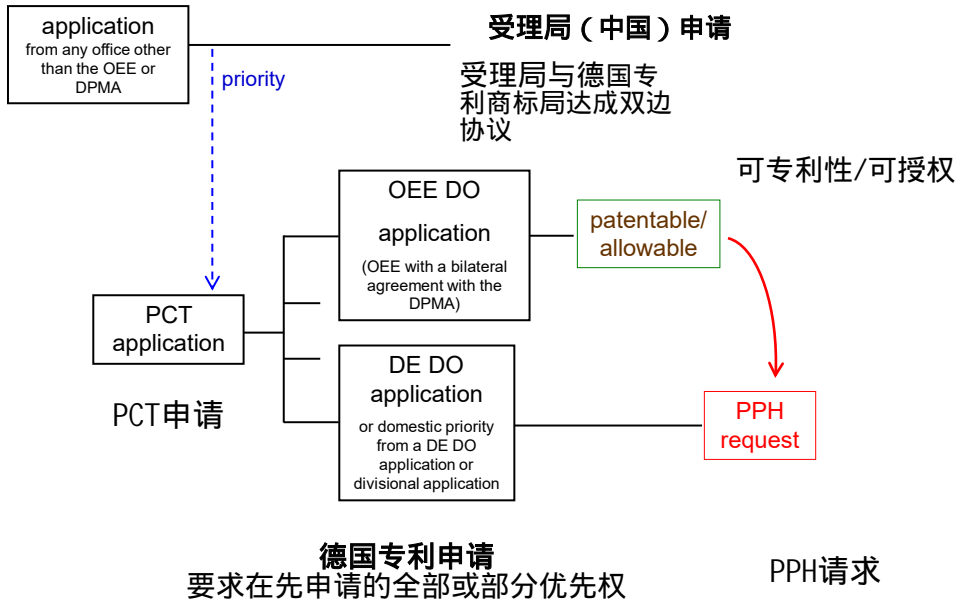 application
from any office other
than the OEE or
DPMA
priority
受理局（中国）申请
受理局与德国专
利商标局达成双边
协议
OEE DO
application
(OEE with a bilateral
agreement with the
DPMA)
patentable/
allowable
可专利性/可授权
PCT
application
PCT申请
DE DO
application
or domestic priority
from a DE DO
application or
divisional application
PPH
request
德国专利申请
要求在先申请的全部或部分优先权
PPH请求